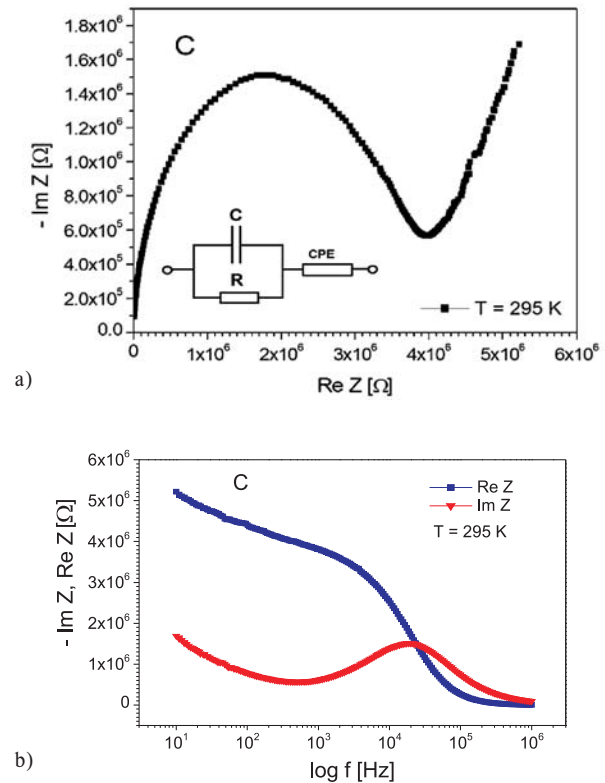 a)
C
- Im Z [Ω]
1.8x10⁶
1.6x10⁶
1.4x10⁶
1.2x10⁶
1.0x10⁶
8.0x10⁵
6.0x10⁵
4.0x10⁵
2.0x10⁵
0.0
C
R
CPE
T = 295 K
0
1x10⁶
2x10⁶
3x10⁶
4x10⁶
5x10⁶
6x10⁶
Re Z [Ω]
b)
C
- Im Z, Re Z [Ω]
6x10⁶
5x10⁶
4x10⁶
3x10⁶
2x10⁶
1x10⁶
0
Re Z
Im Z
T = 295 K
10¹
10²
10³
10⁴
10⁵
10⁶
log f [Hz]